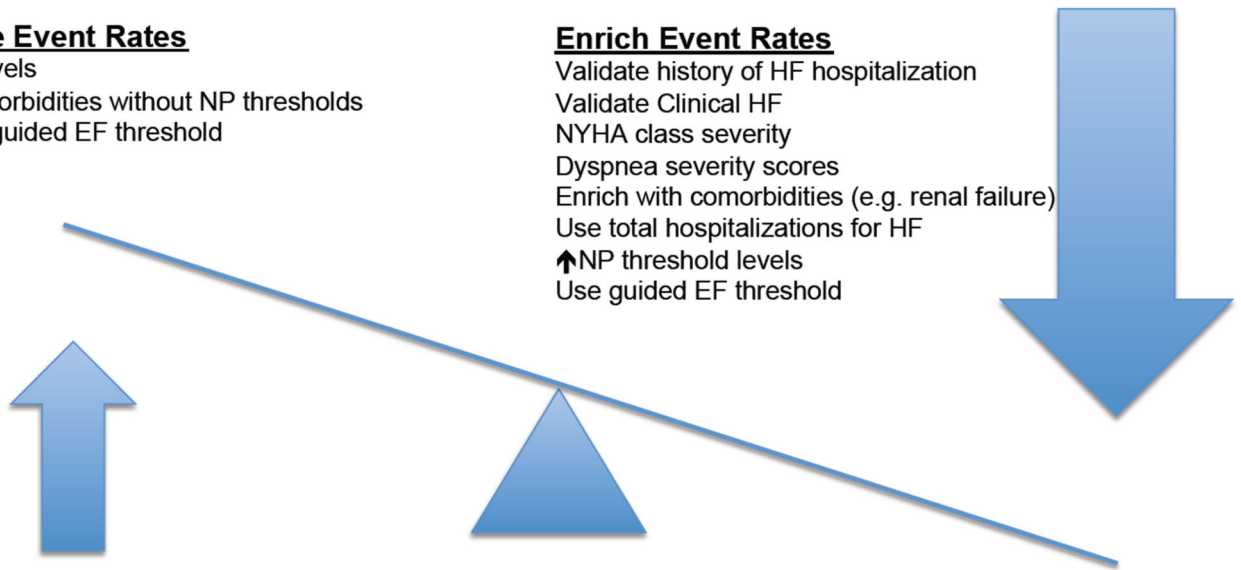 Event Rates
orbidities without NP thresholds
guided EF threshold
Enrich Event Rates
Validate history of HF hospitalization
Validate Clinical HF
NYHA class severity
Dyspnea severity scores
Enrich with comorbidities (e.g. renal failure)
Use total hospitalizations for HF
↑NP threshold levels
Use guided EF threshold